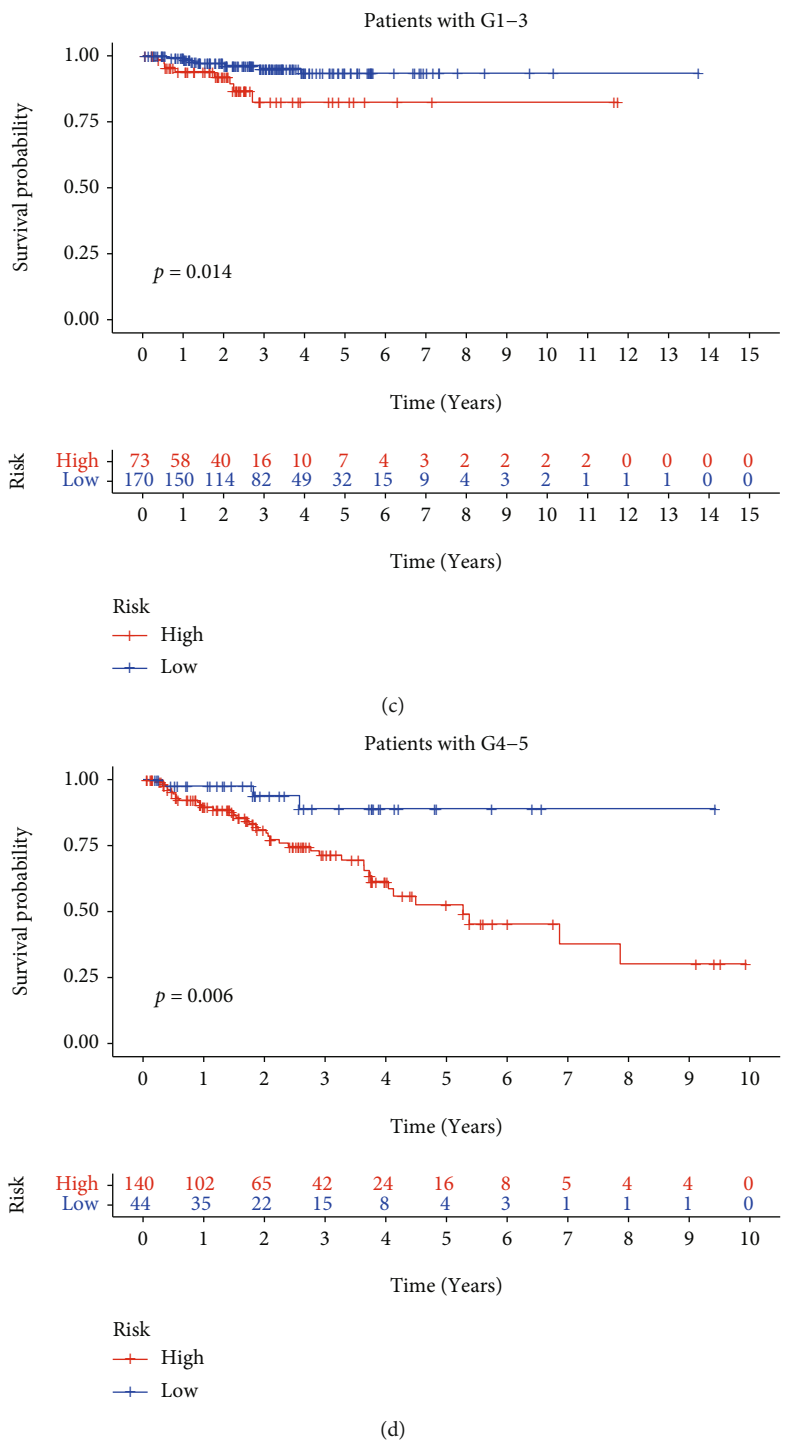 Patients with G1–3
1.00
0.75
0.50
0.25
0.00
Survival probability
p = 0.014
0 1 2 3 4 5 6 7 8 9 10 11 12 13 14 15
Time (Years)
Risk
High 73 58 40 16 10 7 4 3 2 2 2 2 0 0 0 0
Low 170 150 114 82 49 32 15 9 4 3 2 1 1 1 0 0
0 1 2 3 4 5 6 7 8 9 10 11 12 13 14 15
Time (Years)
Risk
High
Low
(c)
Patients with G4–5
1.00
0.75
0.50
0.25
0.00
Survival probability
p = 0.006
0 1 2 3 4 5 6 7 8 9 10
Time (Years)
Risk
High 140 102 65 42 24 16 8 5 4 4 0
Low 44 35 22 15 8 4 3 1 1 1 0
0 1 2 3 4 5 6 7 8 9 10
Time (Years)
Risk
High
Low
(d)